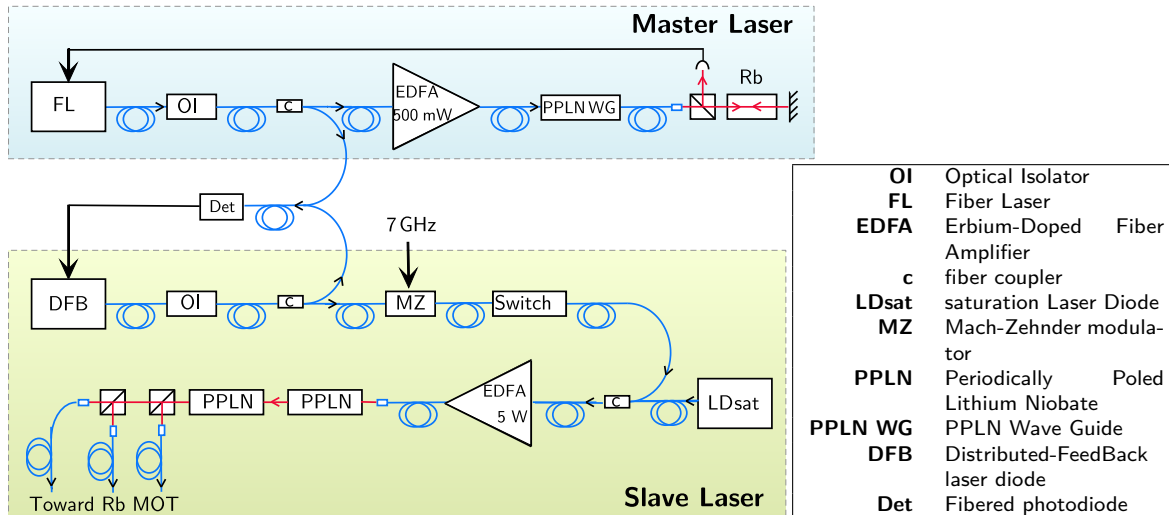 Master Laser
FL
OI
c
EDFA
500 mW
PPLN WG
Rb
Det
7 GHz
DFB
OI
c
MZ
Switch
PPLN
PPLN
EDFA
5 W
c
LDsat
Toward Rb MOT
Slave Laser
OI Optical Isolator
FL Fiber Laser
EDFA Erbium-Doped Fiber
Amplifier
c fiber coupler
LDsat saturation Laser Diode
MZ Mach-Zehnder modula-
tor
PPLN Periodically Poled
Lithium Niobate
PPLN WG PPLN Wave Guide
DFB Distributed-FeedBack
laser diode
Det Fibered photodiode